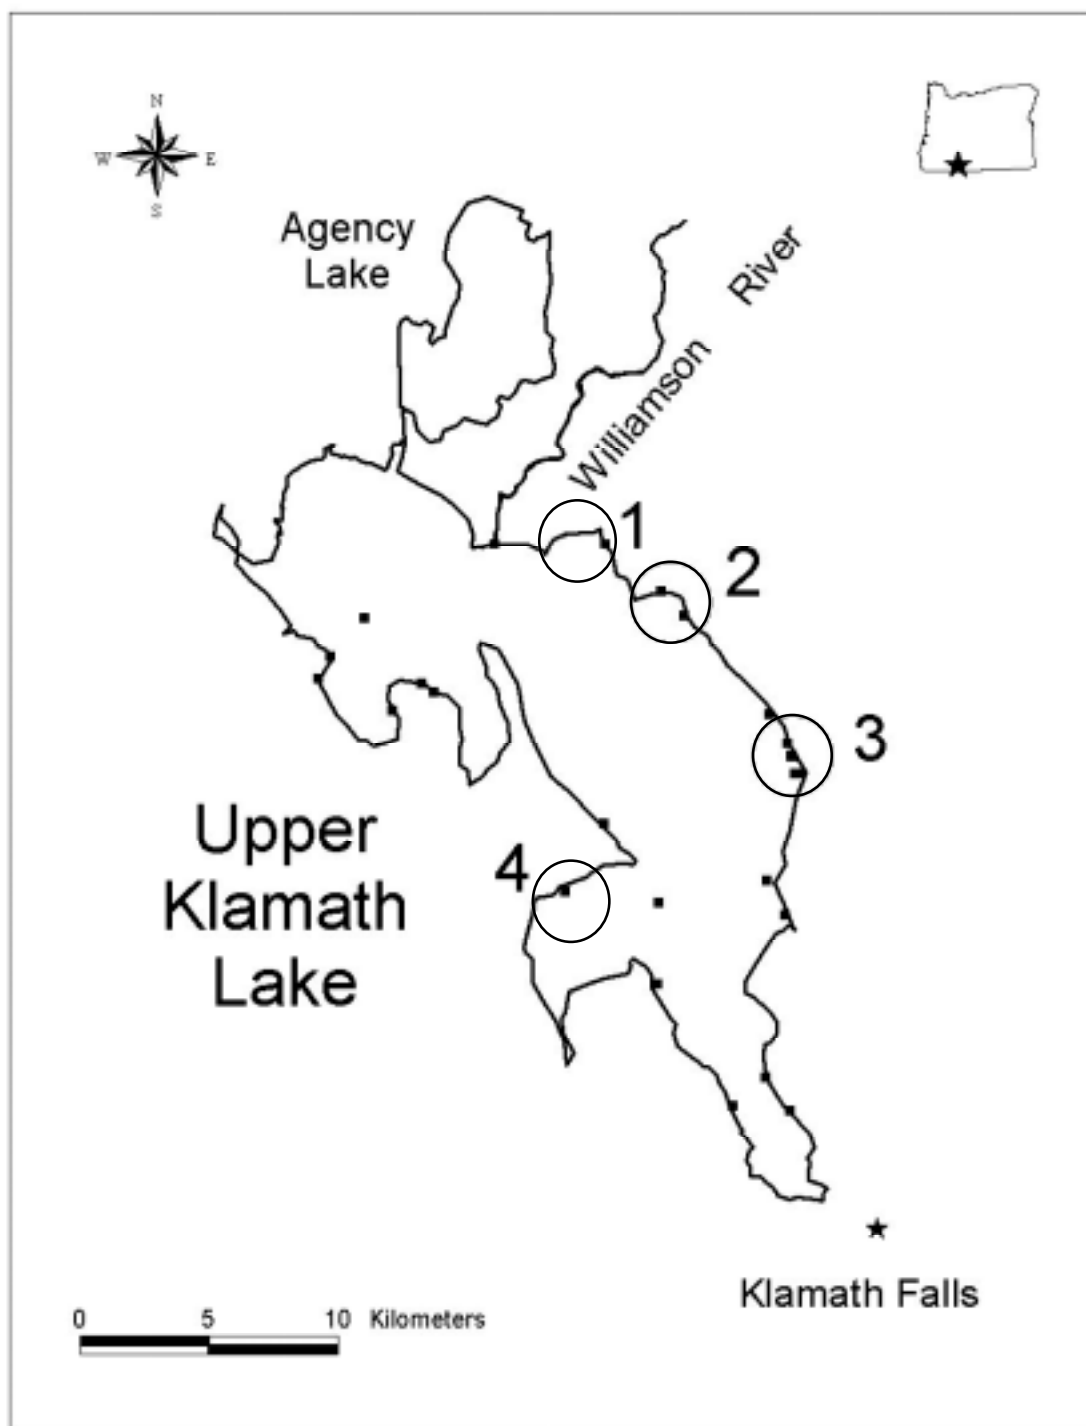 N
W
E
S
Agency
Lake
River
Williamson
1
2
3
Upper
Klamath
Lake
4
Klamath Falls
0 5 10 Kilometers